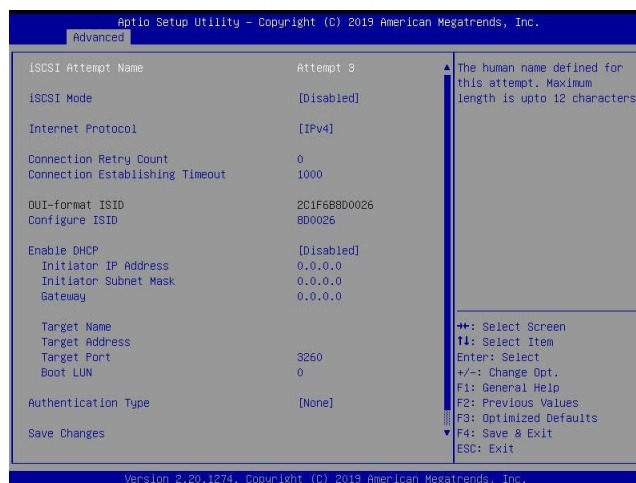 Aptio Setup Utility – Copyright (C) 2019 American Megatrends, Inc.
Advanced
iSCSI Attempt Name Attempt 3
iSCSI Mode [Disabled]
Internet Protocol [IPv4]
Connection Retry Count 0
Connection Establishing Timeout 1000
OUI-format ISID 2C1F6B8D0026
Configure ISID 8D0026
Enable DHCP [Disabled]
Initiator IP Address 0.0.0.0
Initiator Subnet Mask 0.0.0.0
Gateway 0.0.0.0
Target Name
Target Address
Target Port 3260
Boot LUN 0
Authentication Type [None]
Save Changes
The human name defined for
this attempt. Maximum
length is upto 12 characters
→←: Select Screen
↑↓: Select Item
Enter: Select
+/-: Change Opt.
F1: General Help
F2: Previous Values
F3: Optimized Defaults
F4: Save & Exit
ESC: Exit
Version 2.20.1274. Copyright (C) 2019 American Megatrends, Inc.